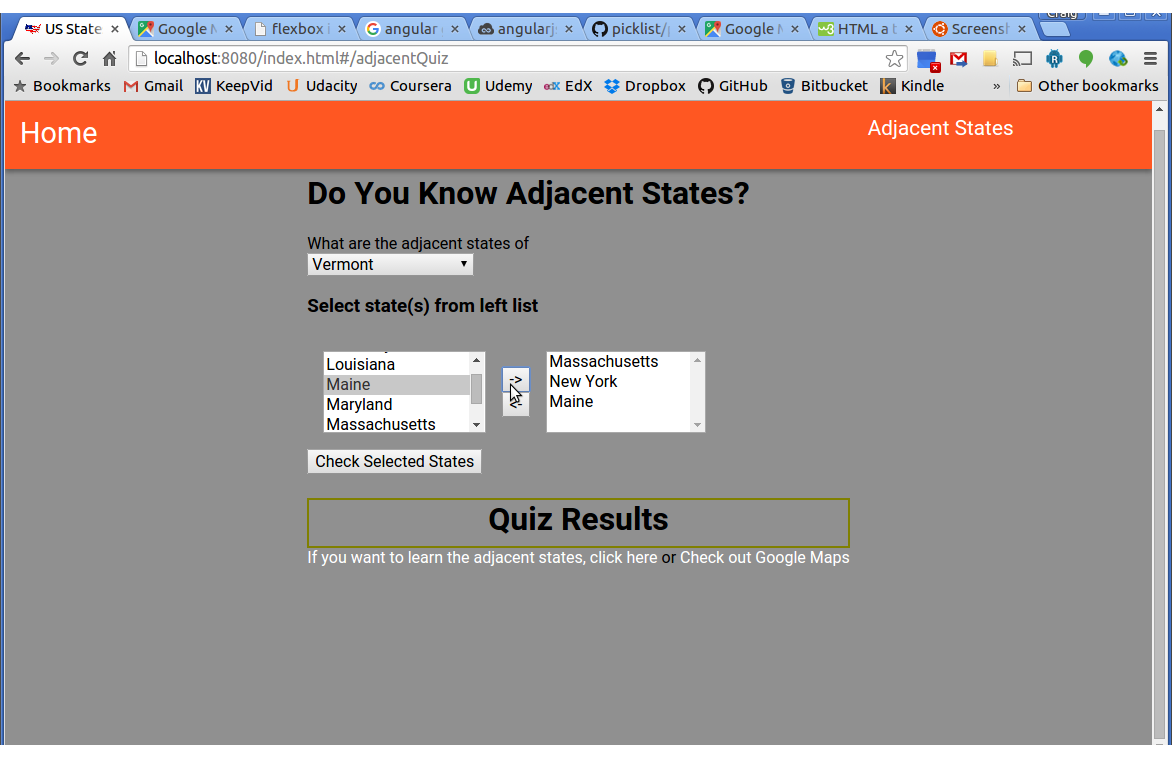 Craig
US State
Google M
flexbox i
angular
angularj
picklist/
Google M
HTML a t
Screensh
localhost:8080/index.html#/adjacentQuiz
Bookmarks M Gmail KV KeepVid U Udacity Coursera U Udemy edX EdX Dropbox GitHub Bitbucket k Kindle » Other bookmarks
Home
Adjacent States
Do You Know Adjacent States?
What are the adjacent states of
Vermont
Select state(s) from left list
Louisiana
Maine
Maryland
Massachusetts
->
<-
Massachusetts
New York
Maine
Check Selected States
Quiz Results
If you want to learn the adjacent states, click here or Check out Google Maps